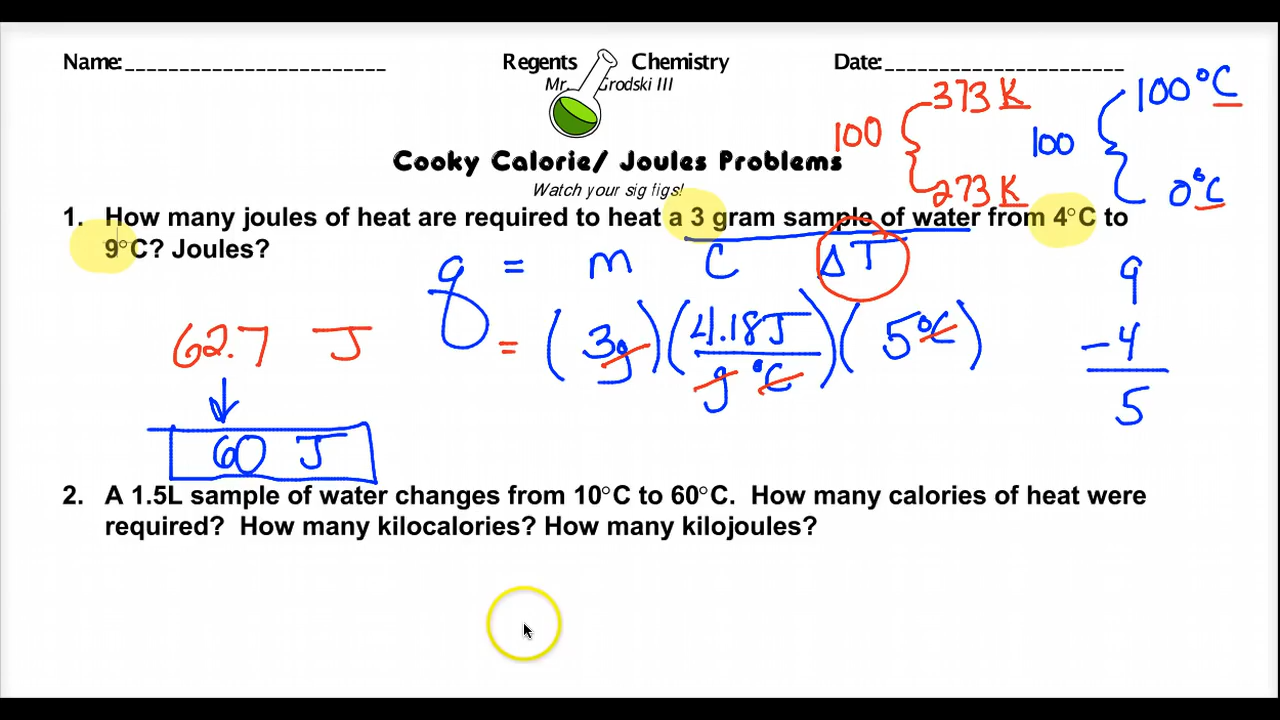 Name:_______________________ Regents Chemistry Date:_____________________
Mr. Grodski III
373 K 100°C
100 100
Cooky Calorie/ Joules Problems
273 K 0°C
Watch your sig figs!
1. How many joules of heat are required to heat a 3 gram sample of water from 4°C to
9°C? Joules?
q = m C ΔT 9
62.7 J = (3g)(4.18J/g°C)(5°C) -4
5
60 J
2. A 1.5L sample of water changes from 10°C to 60°C. How many calories of heat were
required? How many kilocalories? How many kilojoules?